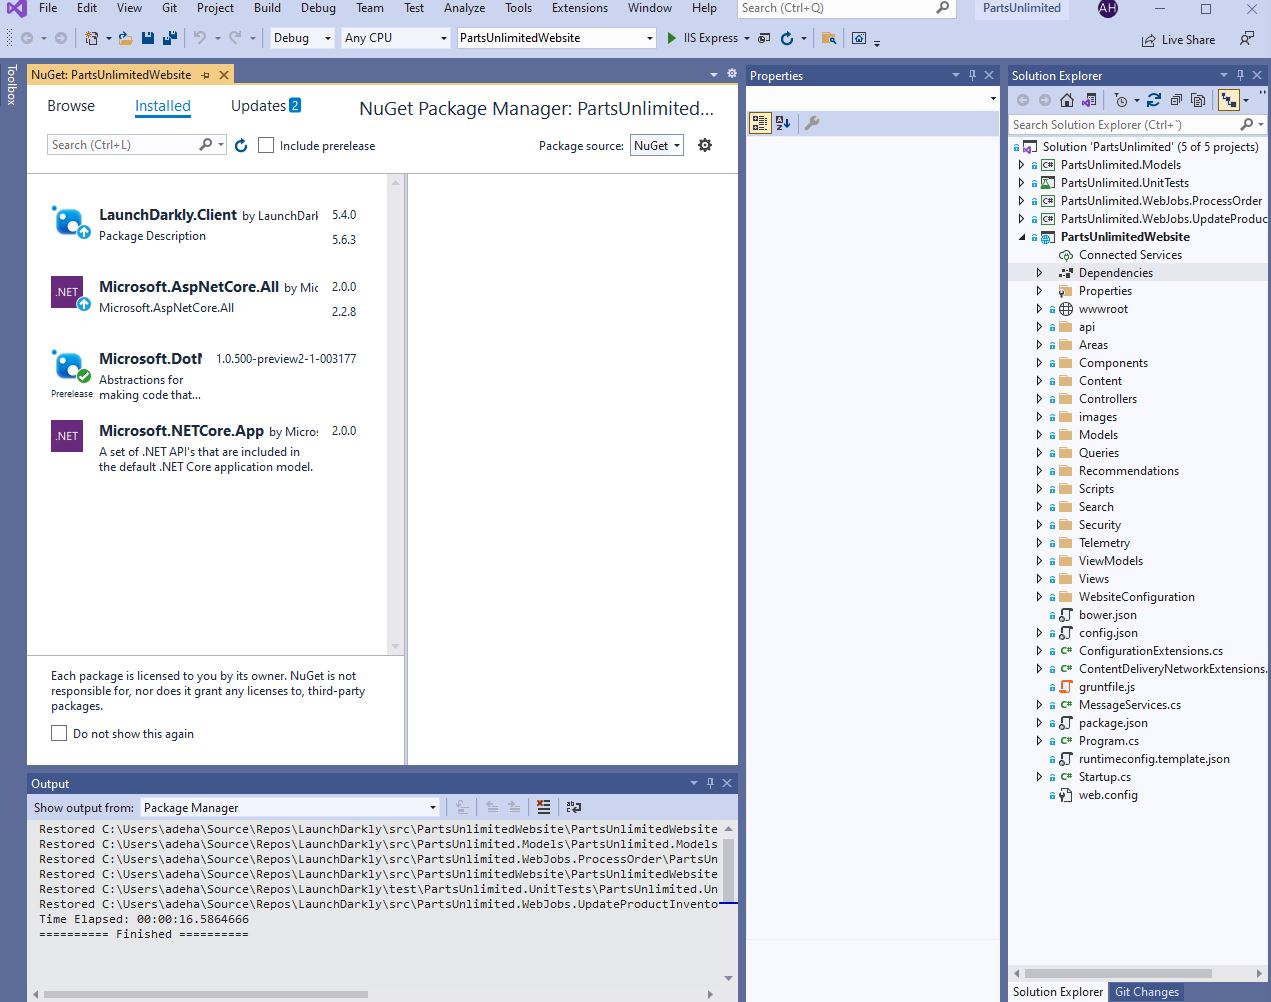 File Edit View Git Project Build Debug Team Test Analyze Tools Extensions Window Help Search (Ctrl+Q) PartsUnlimited AH
Debug Any CPU PartsUnlimitedWebsite IIS Express Live Share
Toolbox
NuGet: PartsUnlimitedWebsite
Browse Installed Updates 2 NuGet Package Manager: PartsUnlimited...
Search (Ctrl+L) Include prerelease Package source: NuGet
LaunchDarkly.Client by LaunchDark 5.4.0
Package Description 5.6.3
.NET Microsoft.AspNetCore.All by Mic 2.0.0
Microsoft.AspNetCore.All 2.2.8
Microsoft.DotN 1.0.500-preview2-1-003177
Abstractions for
Prerelease making code that...
.NET Microsoft.NETCore.App by Micros 2.0.0
A set of .NET API's that are included in
the default .NET Core application model.
Each package is licensed to you by its owner. NuGet is not
responsible for, nor does it grant any licenses to, third-party
packages.
Do not show this again
Output
Show output from: Package Manager
Restored C:\Users\adeha\Source\Repos\LaunchDarkly\src\PartsUnlimitedWebsite\PartsUnlimitedWebsite
Restored C:\Users\adeha\Source\Repos\LaunchDarkly\src\PartsUnlimited.Models\PartsUnlimited.Models
Restored C:\Users\adeha\Source\Repos\LaunchDarkly\src\PartsUnlimited.WebJobs.ProcessOrder\PartsUn
Restored C:\Users\adeha\Source\Repos\LaunchDarkly\src\PartsUnlimitedWebsite\PartsUnlimitedWebsite
Restored C:\Users\adeha\Source\Repos\LaunchDarkly\test\PartsUnlimited.UnitTests\PartsUnlimited.Un
Restored C:\Users\adeha\Source\Repos\LaunchDarkly\src\PartsUnlimited.WebJobs.UpdateProductInvento
Time Elapsed: 00:00:16.5864666
========== Finished ==========
Properties
Solution Explorer
Search Solution Explorer (Ctrl+`)
Solution 'PartsUnlimited' (5 of 5 projects)
C# PartsUnlimited.Models
PartsUnlimited.UnitTests
C# PartsUnlimited.WebJobs.ProcessOrder
C# PartsUnlimited.WebJobs.UpdateProduc
PartsUnlimitedWebsite
Connected Services
Dependencies
Properties
wwwroot
api
Areas
Components
Content
Controllers
images
Models
Queries
Recommendations
Scripts
Search
Security
Telemetry
ViewModels
Views
WebsiteConfiguration
bower.json
config.json
C# ConfigurationExtensions.cs
C# ContentDeliveryNetworkExtensions.
gruntfile.js
C# MessageServices.cs
package.json
C# Program.cs
runtimeconfig.template.json
C# Startup.cs
web.config
Solution Explorer Git Changes